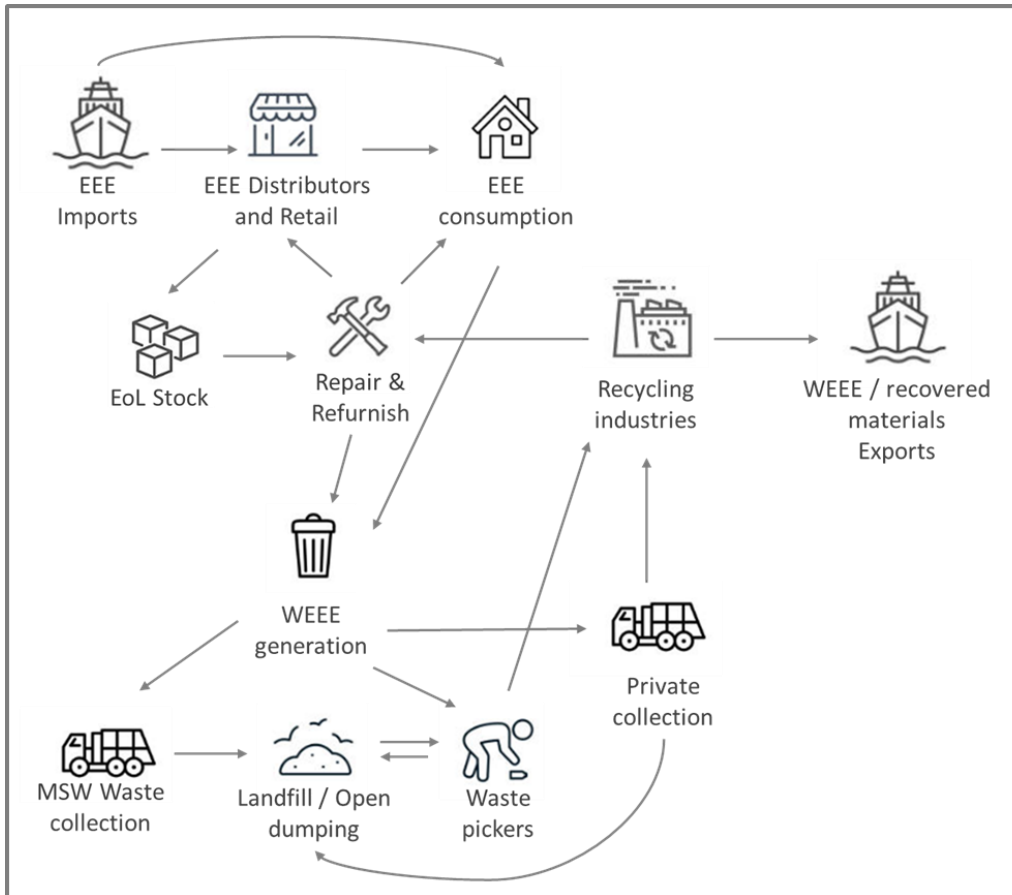 EEE
Imports
EEE Distributors
and Retail
EEE
consumption
EoL Stock
Repair &
Refurnish
Recycling
industries
WEEE / recovered
materials
Exports
WEEE
generation
Private
collection
MSW Waste
collection
Landfill / Open
dumping
Waste
pickers